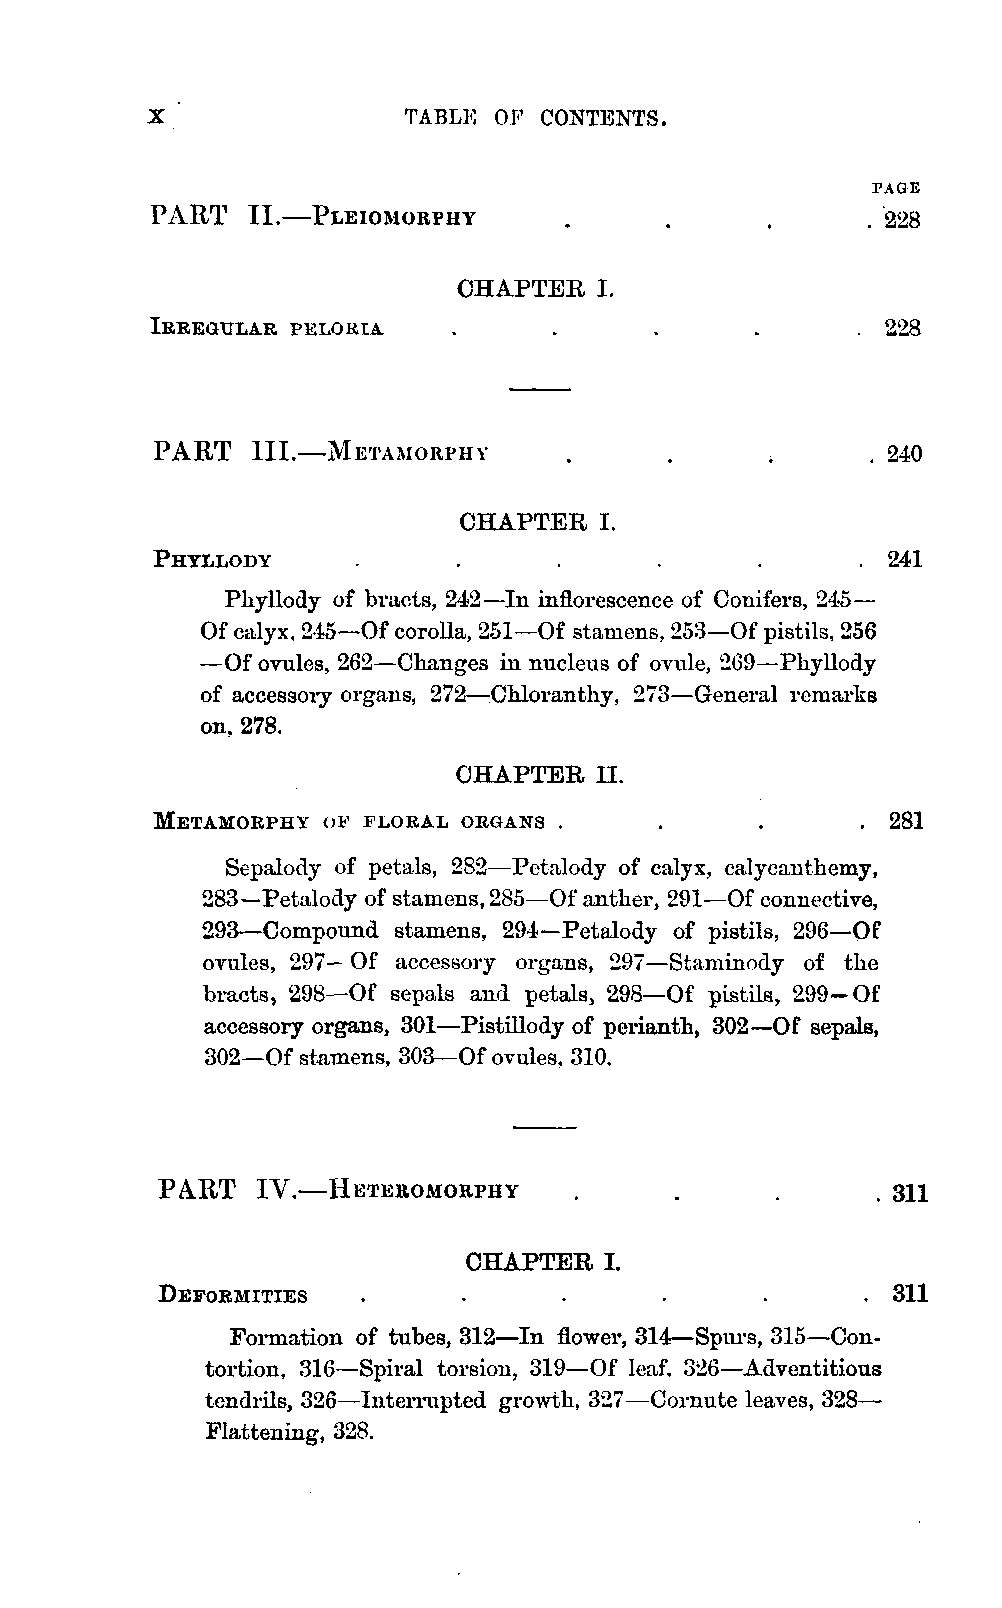 X TABLE OF CONTENTS.
PAGE
PART II.—PLEIOMORPHY . . . . 228
CHAPTER I.
IRREGULAR PELORIA . . . . . 228
PART III.—METAMORPHY . . . . 240
CHAPTER I.
PHYLLODY . . . . . . 241
Phyllody of bracts, 242—In inflorescence of Conifers, 245—
Of calyx, 245—Of corolla, 251—Of stamens, 253—Of pistils, 256
—Of ovules, 262—Changes in nucleus of ovule, 269—Phyllody
of accessory organs, 272—Chloranthy, 273—General remarks
on, 278.
CHAPTER II.
METAMORPHY OF FLORAL ORGANS . . . . 281
Sepalody of petals, 282—Petalody of calyx, calycanthemy,
283—Petalody of stamens, 285—Of anther, 291—Of connective,
293—Compound stamens, 294—Petalody of pistils, 296—Of
ovules, 297—Of accessory organs, 297—Staminody of the
bracts, 298—Of sepals and petals, 298—Of pistils, 299—Of
accessory organs, 301—Pistillody of perianth, 302—Of sepals,
302—Of stamens, 303—Of ovules, 310.
PART IV.—HETEROMORPHY . . . . 311
CHAPTER I.
DEFORMITIES . . . . . . 311
Formation of tubes, 312—In flower, 314—Spurs, 315—Con-
tortion, 316—Spiral torsion, 319—Of leaf, 326—Adventitious
tendrils, 326—Interrupted growth, 327—Cornute leaves, 328—
Flattening, 328.